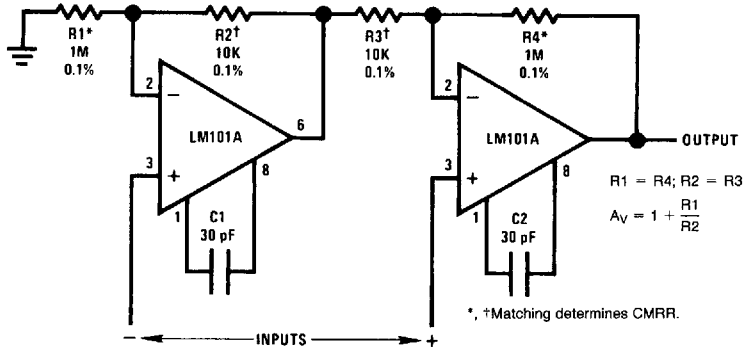 R1*
1M
0.1%
R2†
10K
0.1%
R3†
10K
0.1%
R4*
1M
0.1%
2
−
LM101A
6
3
+
8
1
C1
30 pF
2
−
LM101A
OUTPUT
3
+
8
1
C2
30 pF
R1 = R4; R2 = R3
AV = 1 + R1/R2
*, †Matching determines CMRR.
− INPUTS +